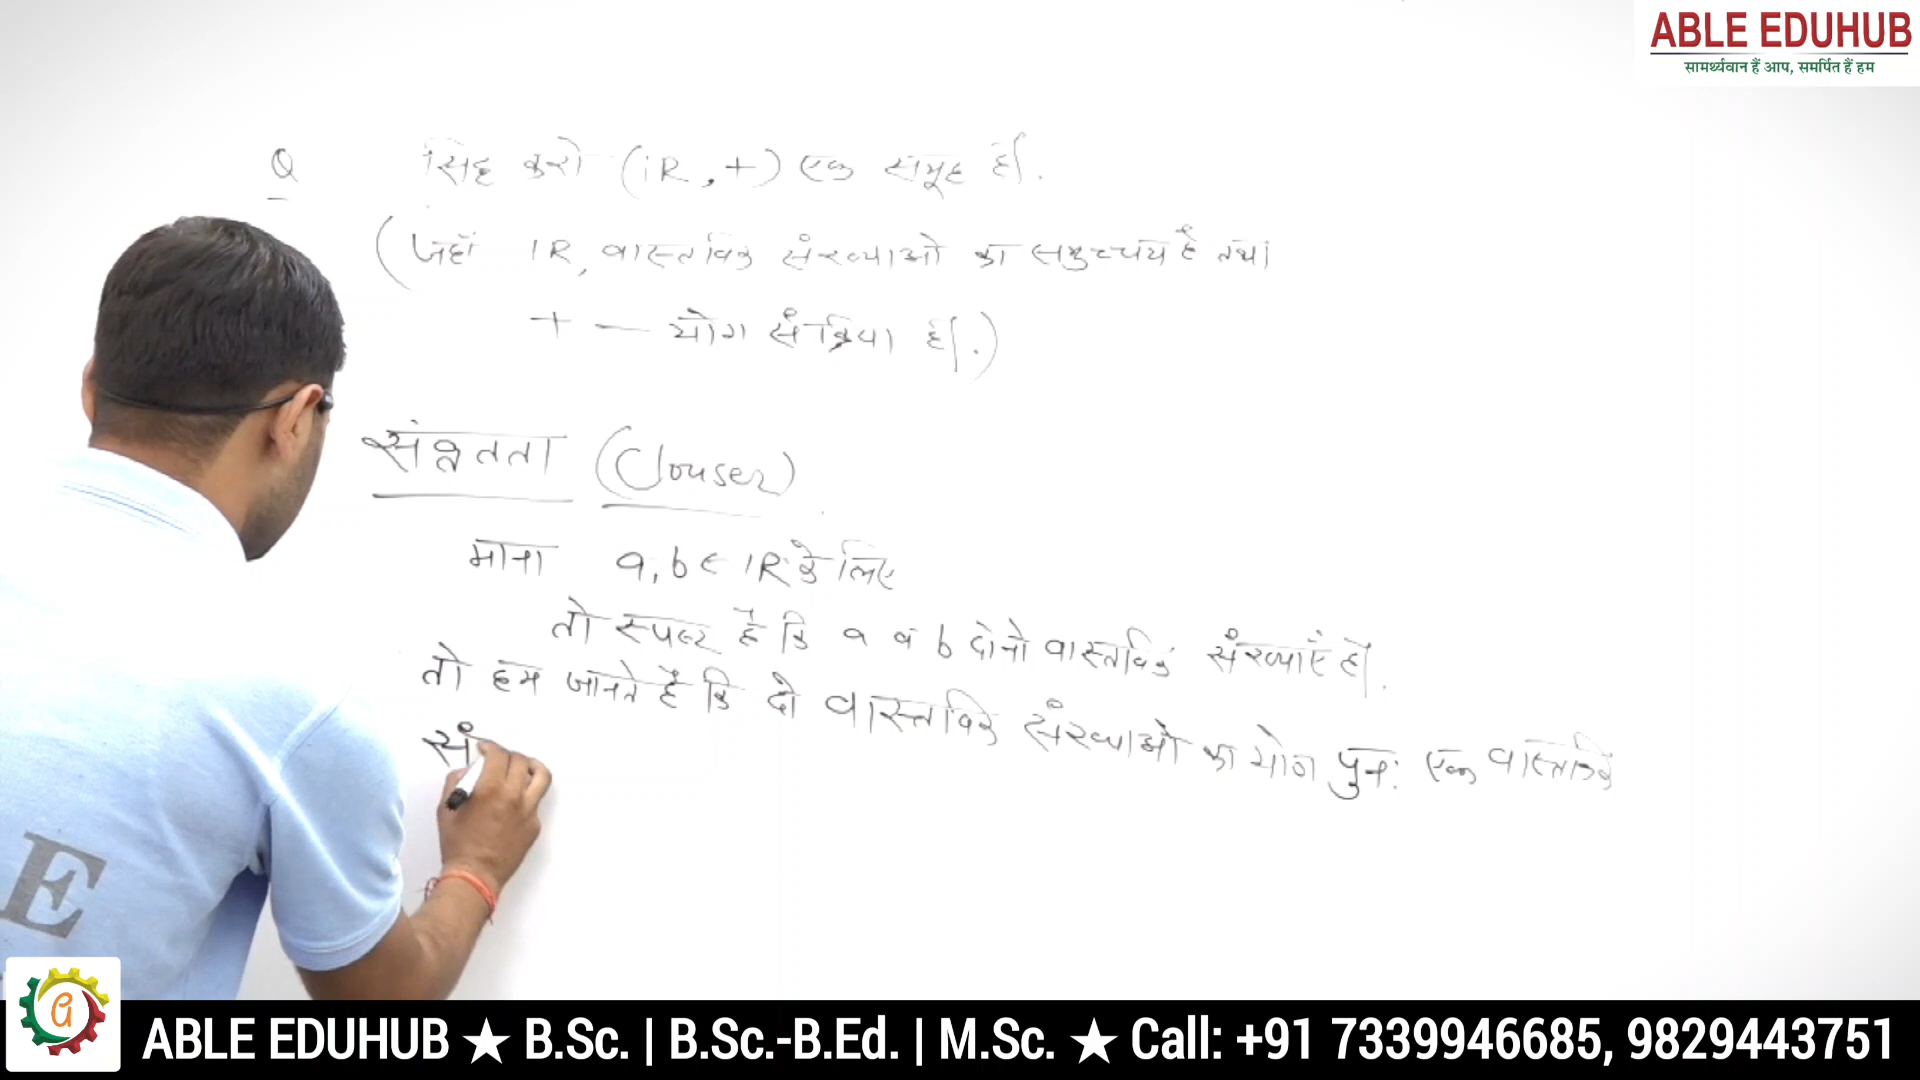 ABLE EDUHUB
सामर्थ्यवान हैं आप, समर्पित हैं हम
Q सिद्ध करो (IR, +) एक समूह है।.
(जहाँ IR, वास्तविक संख्याओं का समुच्चय है तथा
+ — योग संक्रिया है।.)
संवृतता (Clouser)
माना a, b ∈ IR के लिए
तो स्पष्ट है कि a व b दोनो वास्तविक संख्याएँ है।.
तो हम जानते है कि दो वास्तविक संख्याओं का योग पुनः एक वास्तविक
सं
E
ABLE EDUHUB ★ B.Sc. | B.Sc.-B.Ed. | M.Sc. ★ Call: +91 7339946685, 9829443751